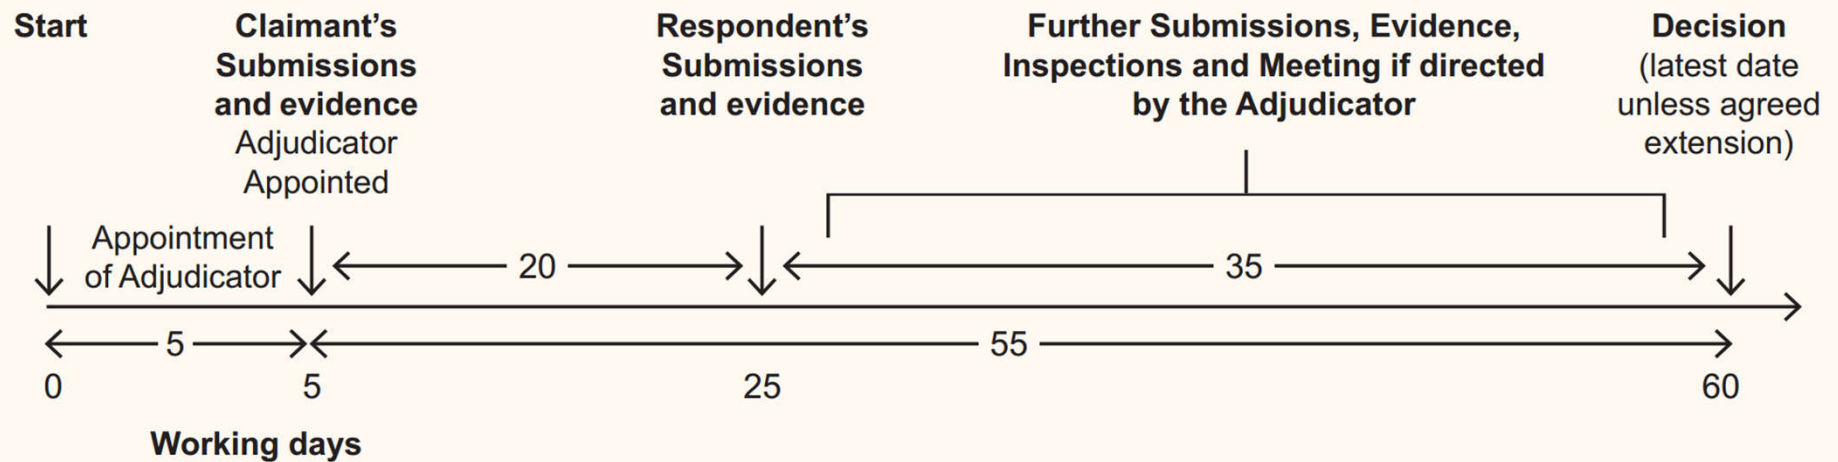 Start
Claimant’s
Submissions
and evidence
Adjudicator
Appointed
Respondent’s
Submissions
and evidence
Further Submissions, Evidence,
Inspections and Meeting if directed
by the Adjudicator
Decision
(latest date
unless agreed
extension)
Appointment
of Adjudicator
20
35
5
55
0
5
25
60
Working days